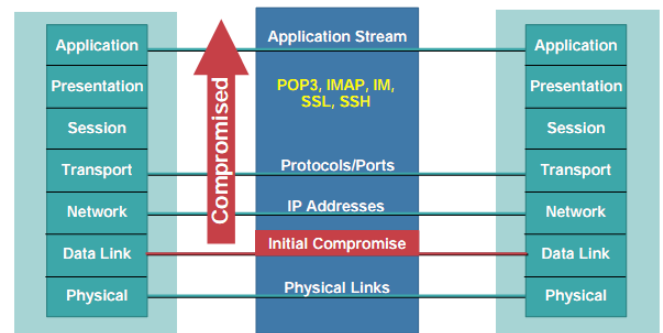 Application
Presentation
Session
Transport
Network
Data Link
Physical
Compromised
Application Stream
POP3, IMAP, IM,
SSL, SSH
Protocols/Ports
IP Addresses
Initial Compromise
Physical Links
Application
Presentation
Session
Transport
Network
Data Link
Physical